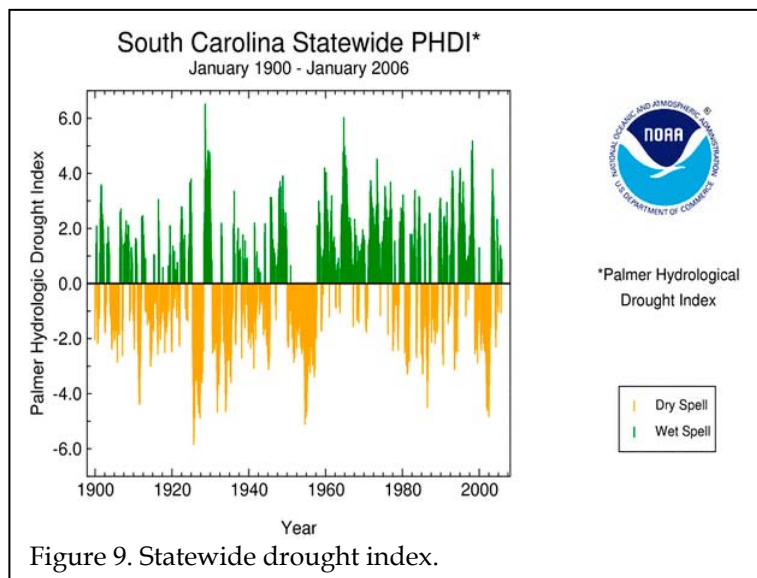 South Carolina Statewide PHDI*
January 1900 - January 2006
Palmer Hydrologic Drought Index
6.0
4.0
2.0
0.0
-2.0
-4.0
-6.0
1900
1920
1940
1960
1980
2000
Year
NATIONAL OCEANIC AND ATMOSPHERIC ADMINISTRATION
®
NOAA
U.S. DEPARTMENT OF COMMERCE
*Palmer Hydrological
Drought Index
Dry Spell
Wet Spell
Figure 9. Statewide drought index.